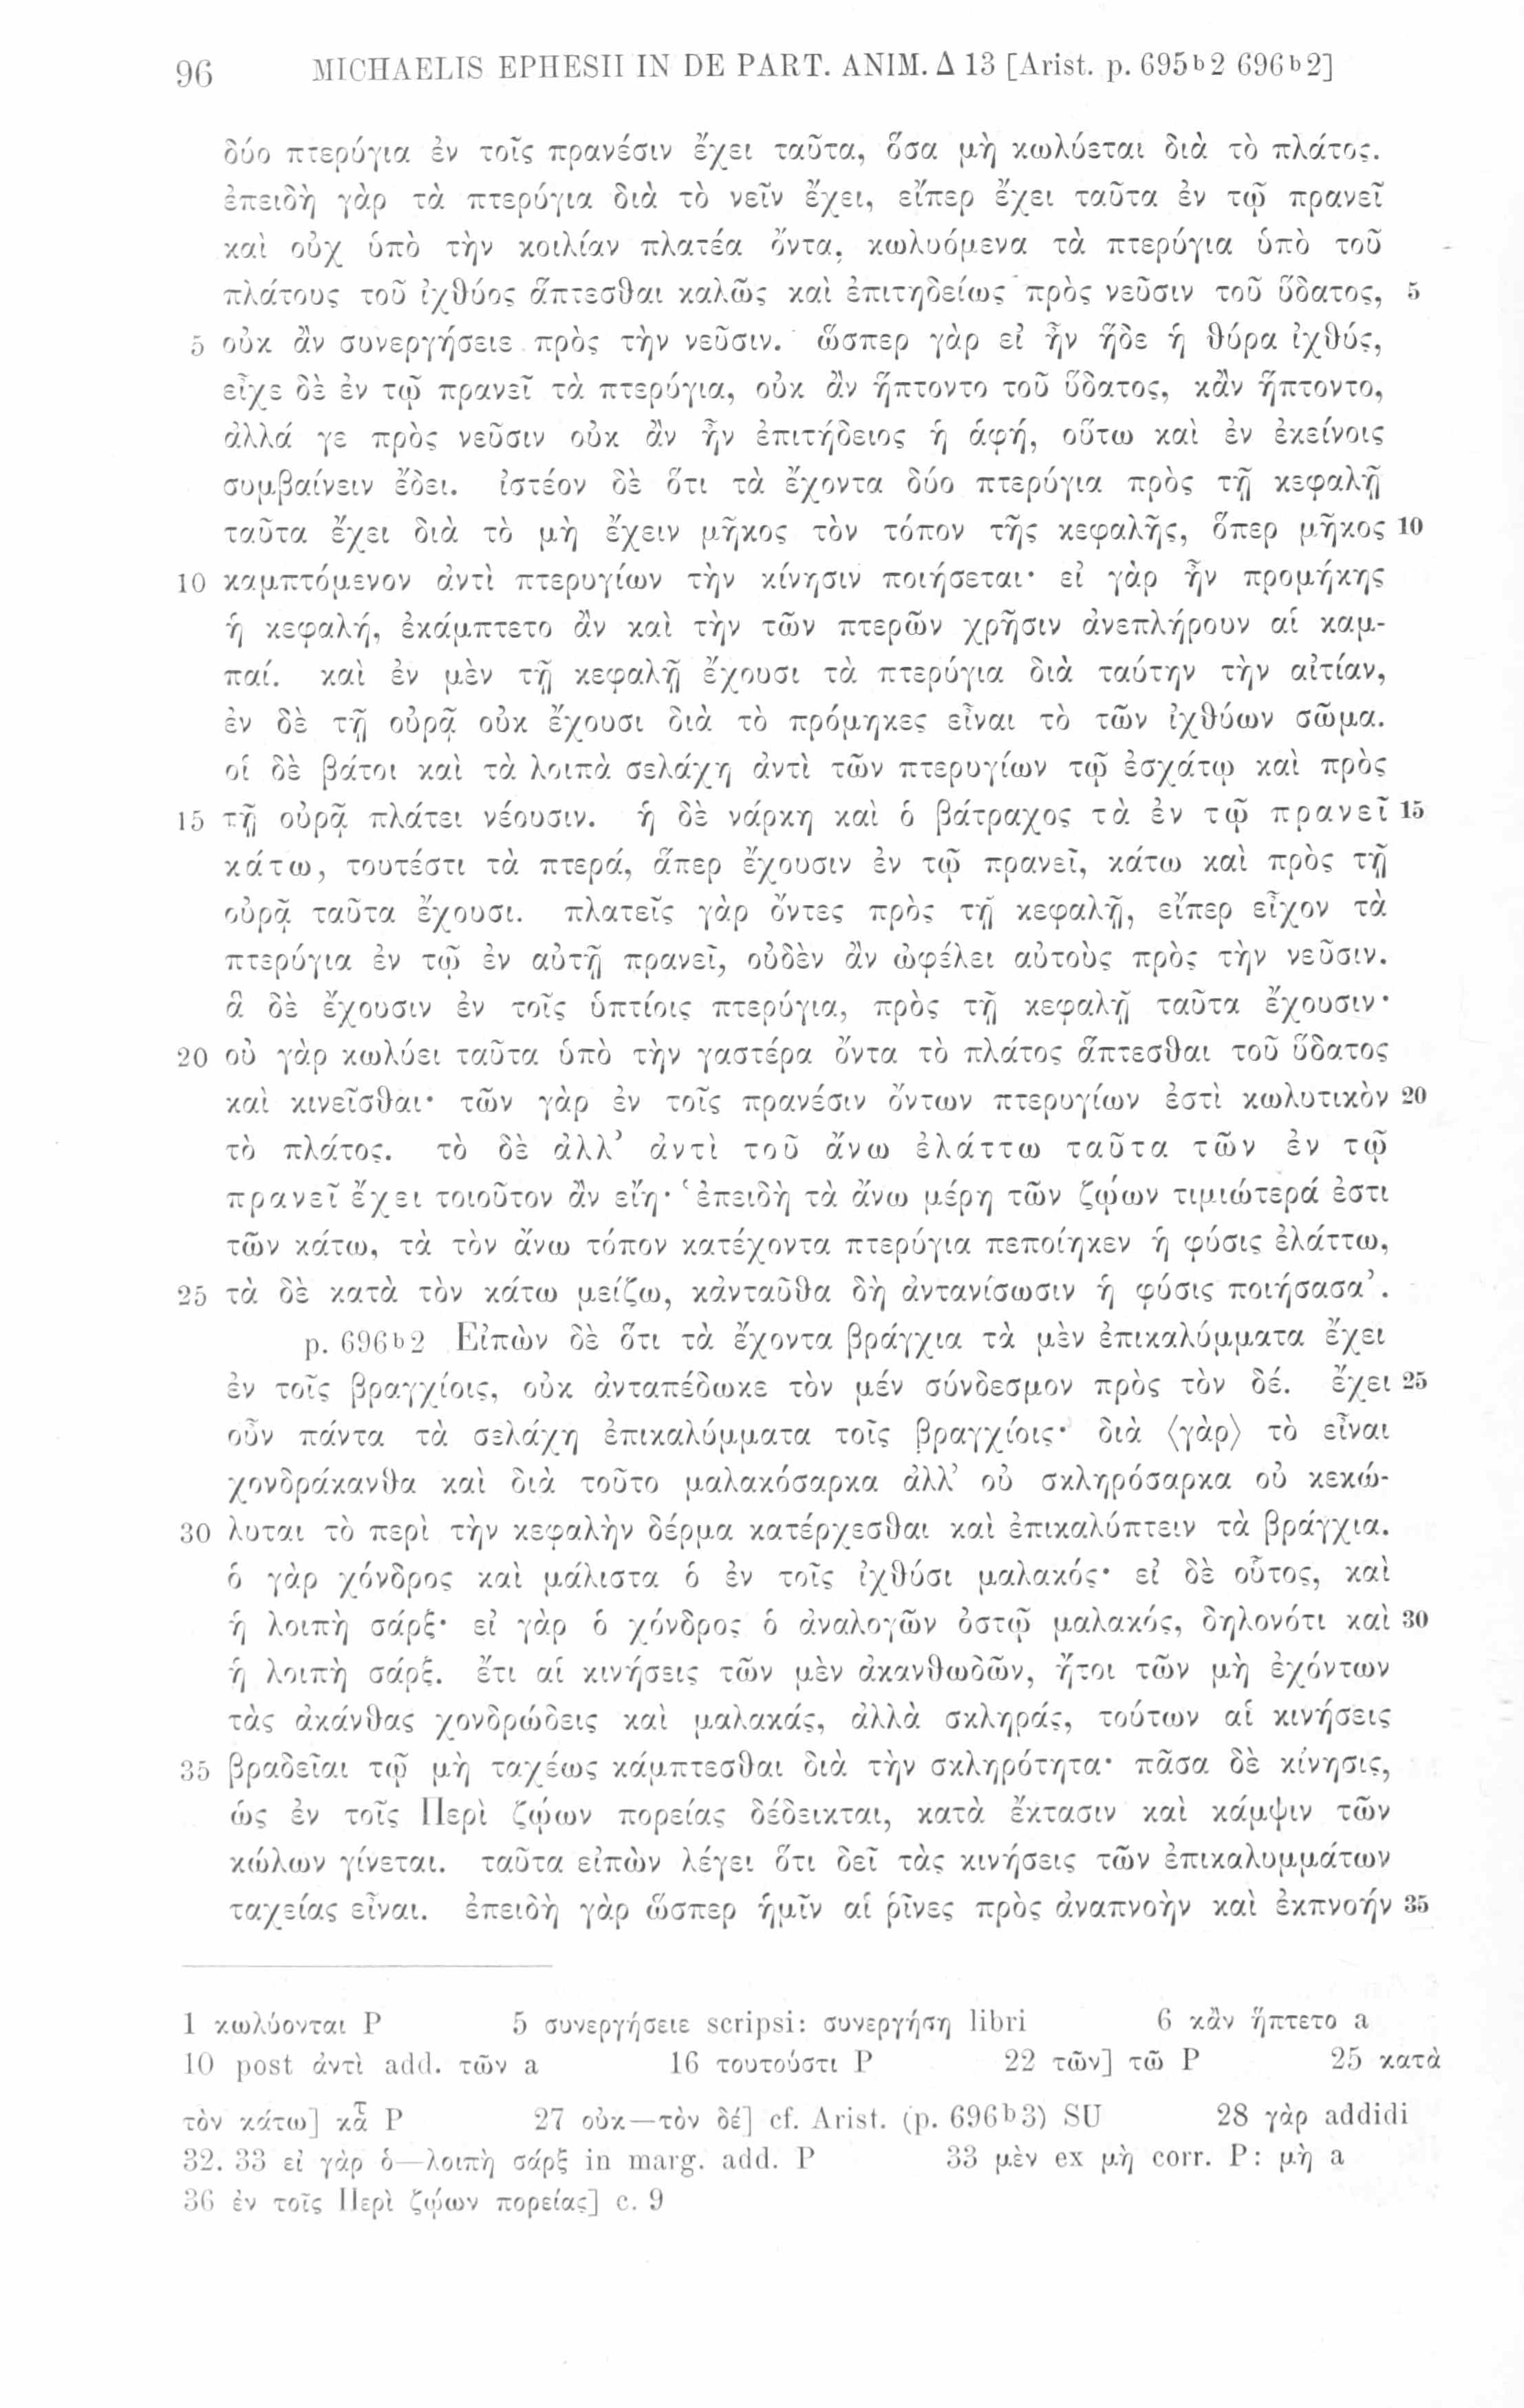 96 MICHAELIS EPHESII IN DE PART. ANIM. Δ 13 [Arist. p. 695b2 696b2]
δύο πτερύγια ἐν τοῖς πρανέσιν ἔχει ταῦτα, ὅσα μὴ κωλύεται διὰ τὸ πλάτος.
ἐπειδὴ γὰρ τὰ πτερύγια διὰ τὸ νεῖν ἔχει, εἴπερ ἔχει ταῦτα ἐν τῷ πρανεῖ
καὶ οὐχ ὑπὸ τὴν κοιλίαν πλατέα ὄντα, κωλυόμενα τὰ πτερύγια ὑπὸ τοῦ
πλάτους τοῦ ἰχθύος ἅπτεσθαι καλῶς καὶ ἐπιτηδείως πρὸς νεῦσιν τοῦ ὕδατος, 5
5 οὐκ ἂν συνεργήσειε πρὸς τὴν νεῦσιν. ὥσπερ γὰρ εἰ ἦν ἥδε ἡ θύρα ἰχθύς,
εἶχε δὲ ἐν τῷ πρανεῖ τὰ πτερύγια, οὐκ ἂν ἥπτοντο τοῦ ὕδατος, κἂν ἥπτοντο,
ἀλλά γε πρὸς νεῦσιν οὐκ ἂν ἦν ἐπιτήδειος ἡ ἁφή, οὕτω καὶ ἐν ἐκείνοις
συμβαίνειν ἔδει. ἰστέον δὲ ὅτι τὰ ἔχοντα δύο πτερύγια πρὸς τῇ κεφαλῇ
ταῦτα ἔχει διὰ τὸ μὴ ἔχειν μῆκος τὸν τόπον τῆς κεφαλῆς, ὅπερ μῆκος 10
10 καμπτόμενον ἀντὶ πτερυγίων τὴν κίνησιν ποιήσεται· εἰ γὰρ ἦν προμήκης
ἡ κεφαλή, ἐκάμπτετο ἂν καὶ τὴν τῶν πτερῶν χρῆσιν ἀνεπλήρουν αἱ καμ-
παί. καὶ ἐν μὲν τῇ κεφαλῇ ἔχουσι τὰ πτερύγια διὰ ταύτην τὴν αἰτίαν,
ἐν δὲ τῇ οὐρᾷ οὐκ ἔχουσι διὰ τὸ πρόμηκες εἶναι τὸ τῶν ἰχθύων σῶμα.
οἱ δὲ βάτοι καὶ τὰ λοιπὰ σελάχη ἀντὶ τῶν πτερυγίων τῷ ἐσχάτῳ καὶ πρὸς
15 τῇ οὐρᾷ πλάτει νέουσιν. ἡ δὲ νάρκη καὶ ὁ βάτραχος τὰ ἐν τῷ πρανεῖ 15
κάτω, τουτέστι τὰ πτερά, ἅπερ ἔχουσιν ἐν τῷ πρανεῖ, κάτω καὶ πρὸς τῇ
οὐρᾷ ταῦτα ἔχουσι. πλατεῖς γὰρ ὄντες πρὸς τῇ κεφαλῇ, εἴπερ εἶχον τὰ
πτερύγια ἐν τῷ ἐν αὐτῇ πρανεῖ, οὐδὲν ἂν ὠφέλει αὐτοὺς πρὸς τὴν νεῦσιν.
ἃ δὲ ἔχουσιν ἐν τοῖς ὑπτίοις πτερύγια, πρὸς τῇ κεφαλῇ ταῦτα ἔχουσιν·
20 οὐ γὰρ κωλύει ταῦτα ὑπὸ τὴν γαστέρα ὄντα τὸ πλάτος ἅπτεσθαι τοῦ ὕδατος
καὶ κινεῖσθαι· τῶν γὰρ ἐν τοῖς πρανέσιν ὄντων πτερυγίων ἐστὶ κωλυτικὸν 20
τὸ πλάτος. τὸ δὲ ἀλλ’ ἀντὶ τοῦ ἄνω ἐλάττω ταῦτα τῶν ἐν τῷ
πρανεῖ ἔχει τοιοῦτον ἂν εἴη· ‘ἐπειδὴ τὰ ἄνω μέρη τῶν ζῴων τιμιώτερά ἐστι
τῶν κάτω, τὰ τὸν ἄνω τόπον κατέχοντα πτερύγια πεποίηκεν ἡ φύσις ἐλάττω,
25 τὰ δὲ κατὰ τὸν κάτω μείζω, κἀνταῦθα δὴ ἀντανίσωσιν ἡ φύσις ποιήσασα’.
p. 696b2 Εἰπὼν δὲ ὅτι τὰ ἔχοντα βράγχια τὰ μὲν ἐπικαλύμματα ἔχει
ἐν τοῖς βραγχίοις, οὐκ ἀνταπέδωκε τὸν μέν σύνδεσμον πρὸς τὸν δέ. ἔχει 25
οὖν πάντα τὰ σελάχη ἐπικαλύμματα τοῖς βραγχίοις· διὰ ⟨γὰρ⟩ τὸ εἶναι
χονδράκανθα καὶ διὰ τοῦτο μαλακόσαρκα ἀλλ’ οὐ σκληρόσαρκα οὐ κεκώ-
30 λυται τὸ περὶ τὴν κεφαλὴν δέρμα κατέρχεσθαι καὶ ἐπικαλύπτειν τὰ βράγχια.
ὁ γὰρ χόνδρος καὶ μάλιστα ὁ ἐν τοῖς ἰχθύσι μαλακός· εἰ δὲ οὗτος, καὶ
ἡ λοιπὴ σάρξ· εἰ γὰρ ὁ χόνδρος ὁ ἀναλογῶν ὀστῷ μαλακός, δηλονότι καὶ 30
ἡ λοιπὴ σάρξ. ἔτι αἱ κινήσεις τῶν μὲν ἀκανθωδῶν, ἤτοι τῶν μὴ ἐχόντων
τὰς ἀκάνθας χονδρώδεις καὶ μαλακάς, ἀλλὰ σκληράς, τούτων αἱ κινήσεις
35 βραδεῖαι τῷ μὴ ταχέως κάμπτεσθαι διὰ τὴν σκληρότητα· πᾶσα δὲ κίνησις,
ὡς ἐν τοῖς Περὶ ζῴων πορείας δέδεικται, κατὰ ἔκτασιν καὶ κάμψιν τῶν
κώλων γίνεται. ταῦτα εἰπὼν λέγει ὅτι δεῖ τὰς κινήσεις τῶν ἐπικαλυμμάτων
ταχείας εἶναι. ἐπειδὴ γὰρ ὥσπερ ἡμῖν αἱ ῥῖνες πρὸς ἀναπνοὴν καὶ ἐκπνοήν 35
1 κωλύονται P 5 συνεργήσειε scripsi: συνεργήσῃ libri 6 κἂν ἥπτετο a
10 post ἀντὶ add. τῶν a 16 τουτούστι P 22 τῶν] τῶ P 25 κατὰ
τὸν κάτω] P 27 οὐκ—τὸν δέ] cf. Arist. (p. 696b3) SU 28 γὰρ addidi
32. 33 εἰ γὰρ ὁ—λοιπὴ σάρξ in marg. add. P 33 μὲν ex μὴ corr. P: μὴ a
36 ἐν τοῖς Περὶ ζῴων πορείας] c. 9